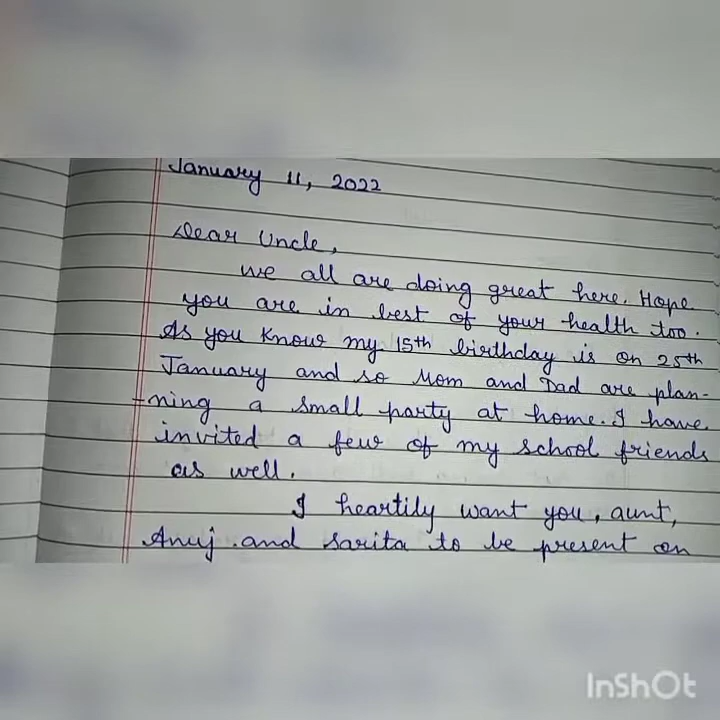 January 11, 2022
Dear Uncle,
We all are doing great here. Hope
you are in best of your health too.
As you know my 15th birthday is on 25th
January and so Mom and Dad are plan-
-ning a small party at home. I have
invited a few of my school friends
as well.
I heartily want you, aunt,
Anuj and Sarita to be present on
InShOt